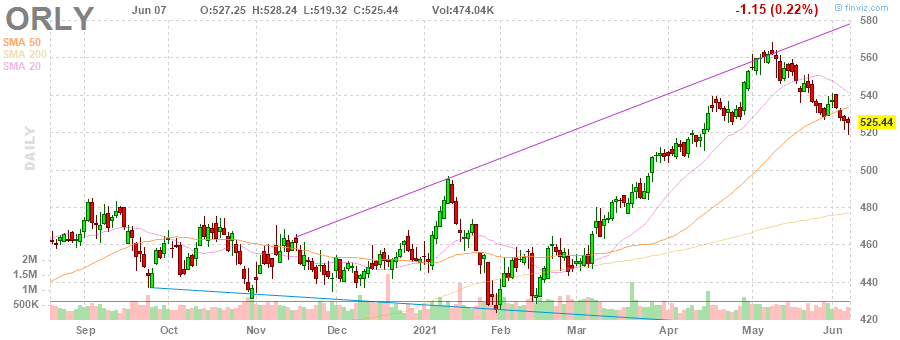 ORLY Jun 07 O:527.25 H:528.24 L:519.32 C:525.44 Vol:474.04K -1.15 (0.22%) © finviz.com
SMA 50
SMA 200
SMA 20
DAILY
580
560
540
525.44
520
500
480
460
440
420
2M
1.5M
1M
500K
Sep Oct Nov Dec 2021 Feb Mar Apr May Jun